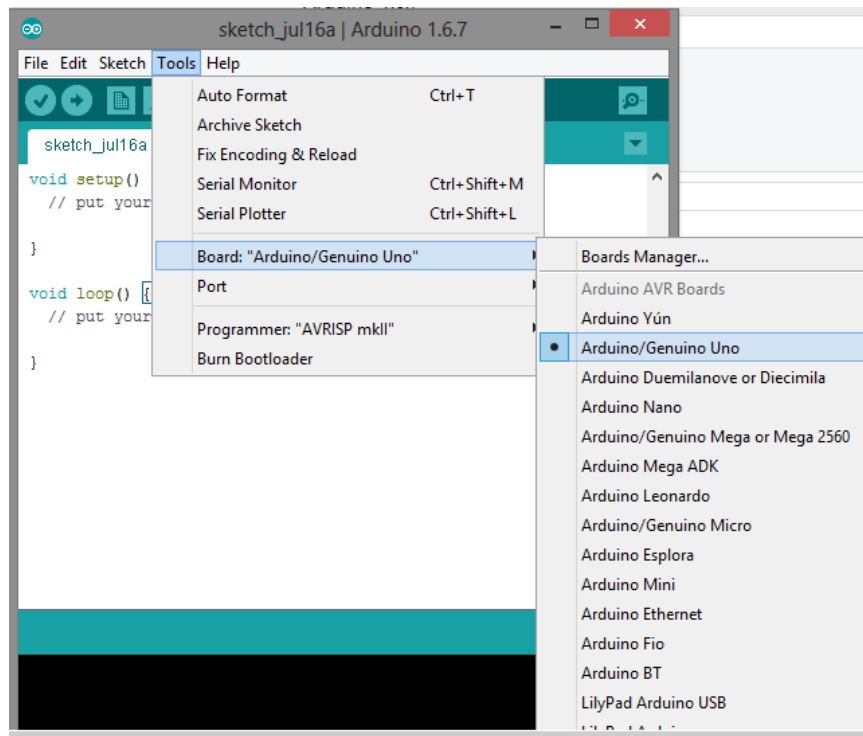 sketch_jul16a | Arduino 1.6.7
File Edit Sketch Tools Help
sketch_jul16a
void setup()
// put your
}
void loop() {
// put your
}
Auto Format Ctrl+T
Archive Sketch
Fix Encoding & Reload
Serial Monitor Ctrl+Shift+M
Serial Plotter Ctrl+Shift+L
Board: "Arduino/Genuino Uno"
Port
Programmer: "AVRISP mkII"
Burn Bootloader
Boards Manager...
Arduino AVR Boards
Arduino Yún
Arduino/Genuino Uno
Arduino Duemilanove or Diecimila
Arduino Nano
Arduino/Genuino Mega or Mega 2560
Arduino Mega ADK
Arduino Leonardo
Arduino/Genuino Micro
Arduino Esplora
Arduino Mini
Arduino Ethernet
Arduino Fio
Arduino BT
LilyPad Arduino USB